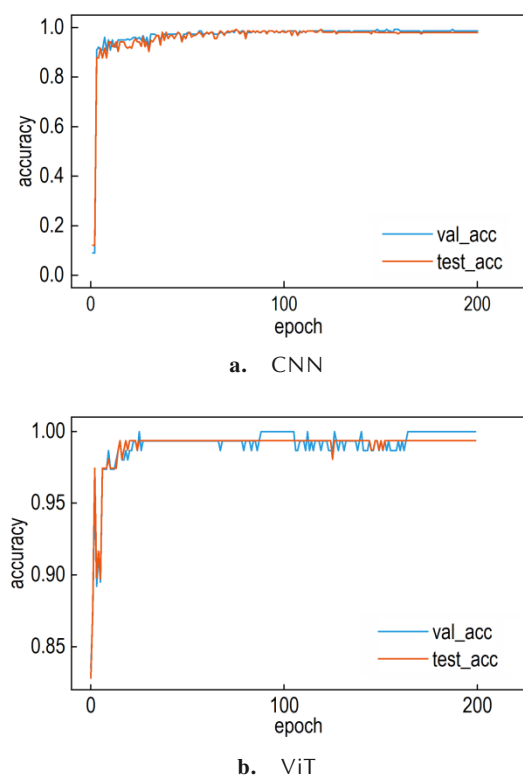 1.0
0.8
0.6
0.4
0.2
0.0
accuracy
val_acc
test_acc
0 100 200
epoch
a. CNN
1.00
0.95
0.90
0.85
accuracy
val_acc
test_acc
0 100 200
epoch
b. ViT